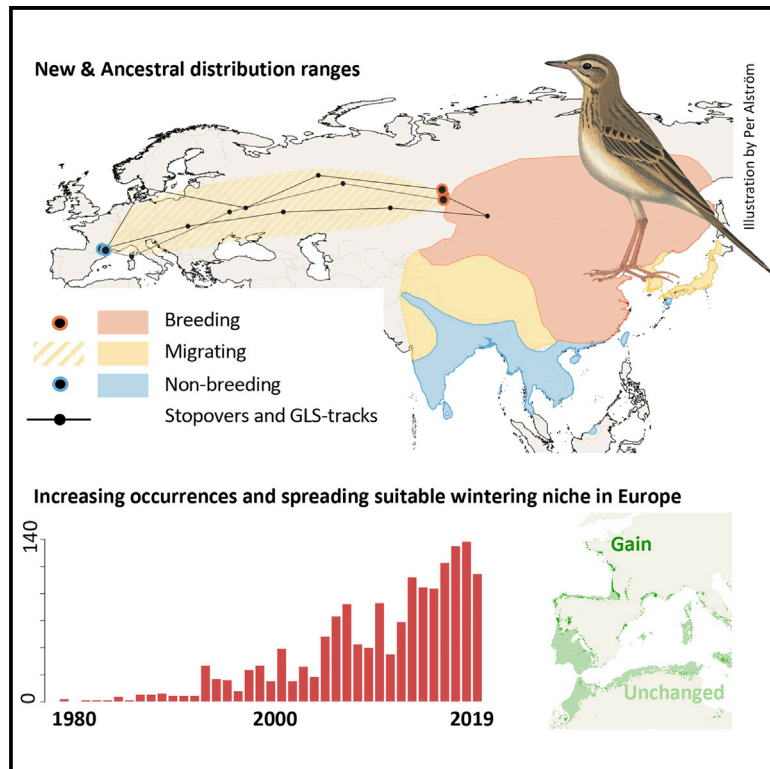 New & Ancestral distribution ranges
Illustration by Per Alström
Breeding
Migrating
Non-breeding
Stopovers and GLS-tracks
Increasing occurrences and spreading suitable wintering niche in Europe
140
0
1980
2000
2019
Gain
Unchanged